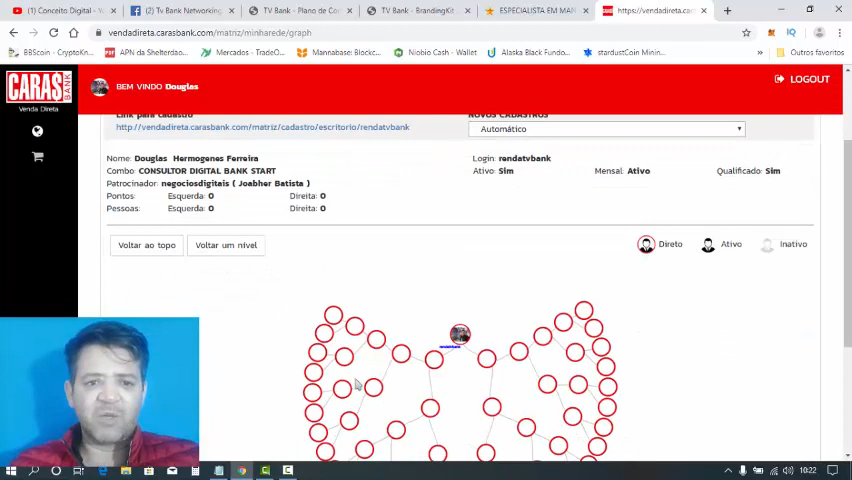 (1) Conceito Digital - W
(2) Tv Bank Networking
TV Bank - Plano de Co
TV Bank - BrandingKit
ESPECIALISTA EM MAR
https://vendadireta.car
vendadireta.carasbank.com/matriz/minharede/graph
BBScoin - CryptoKn...
APN da Shelterdao...
Mercados - TradeO...
Mannabase: Blockc...
Niobio Cash - Wallet
Alaska Black Fundo...
stardustCoin Minin...
Outros favoritos
CARAS BANK
Venda Direta
BEM VINDO Douglas
LOGOUT
Link para cadastro
NOVOS CADASTROS
http://vendadireta.carasbank.com/matriz/cadastro/escritorio/rendatvbank
Automático
Nome: Douglas Hermogenes Ferreira
Login: rendatvbank
Combo: CONSULTOR DIGITAL BANK START
Ativo: Sim
Mensal: Ativo
Qualificado: Sim
Patrocinador: negociosdigitais ( Joabher Batista )
Pontos: Esquerda: 0 Direita: 0
Pessoas: Esquerda: 0 Direita: 0
Voltar ao topo
Voltar um nível
Direto
Ativo
Inativo
rendatvbank
10:22